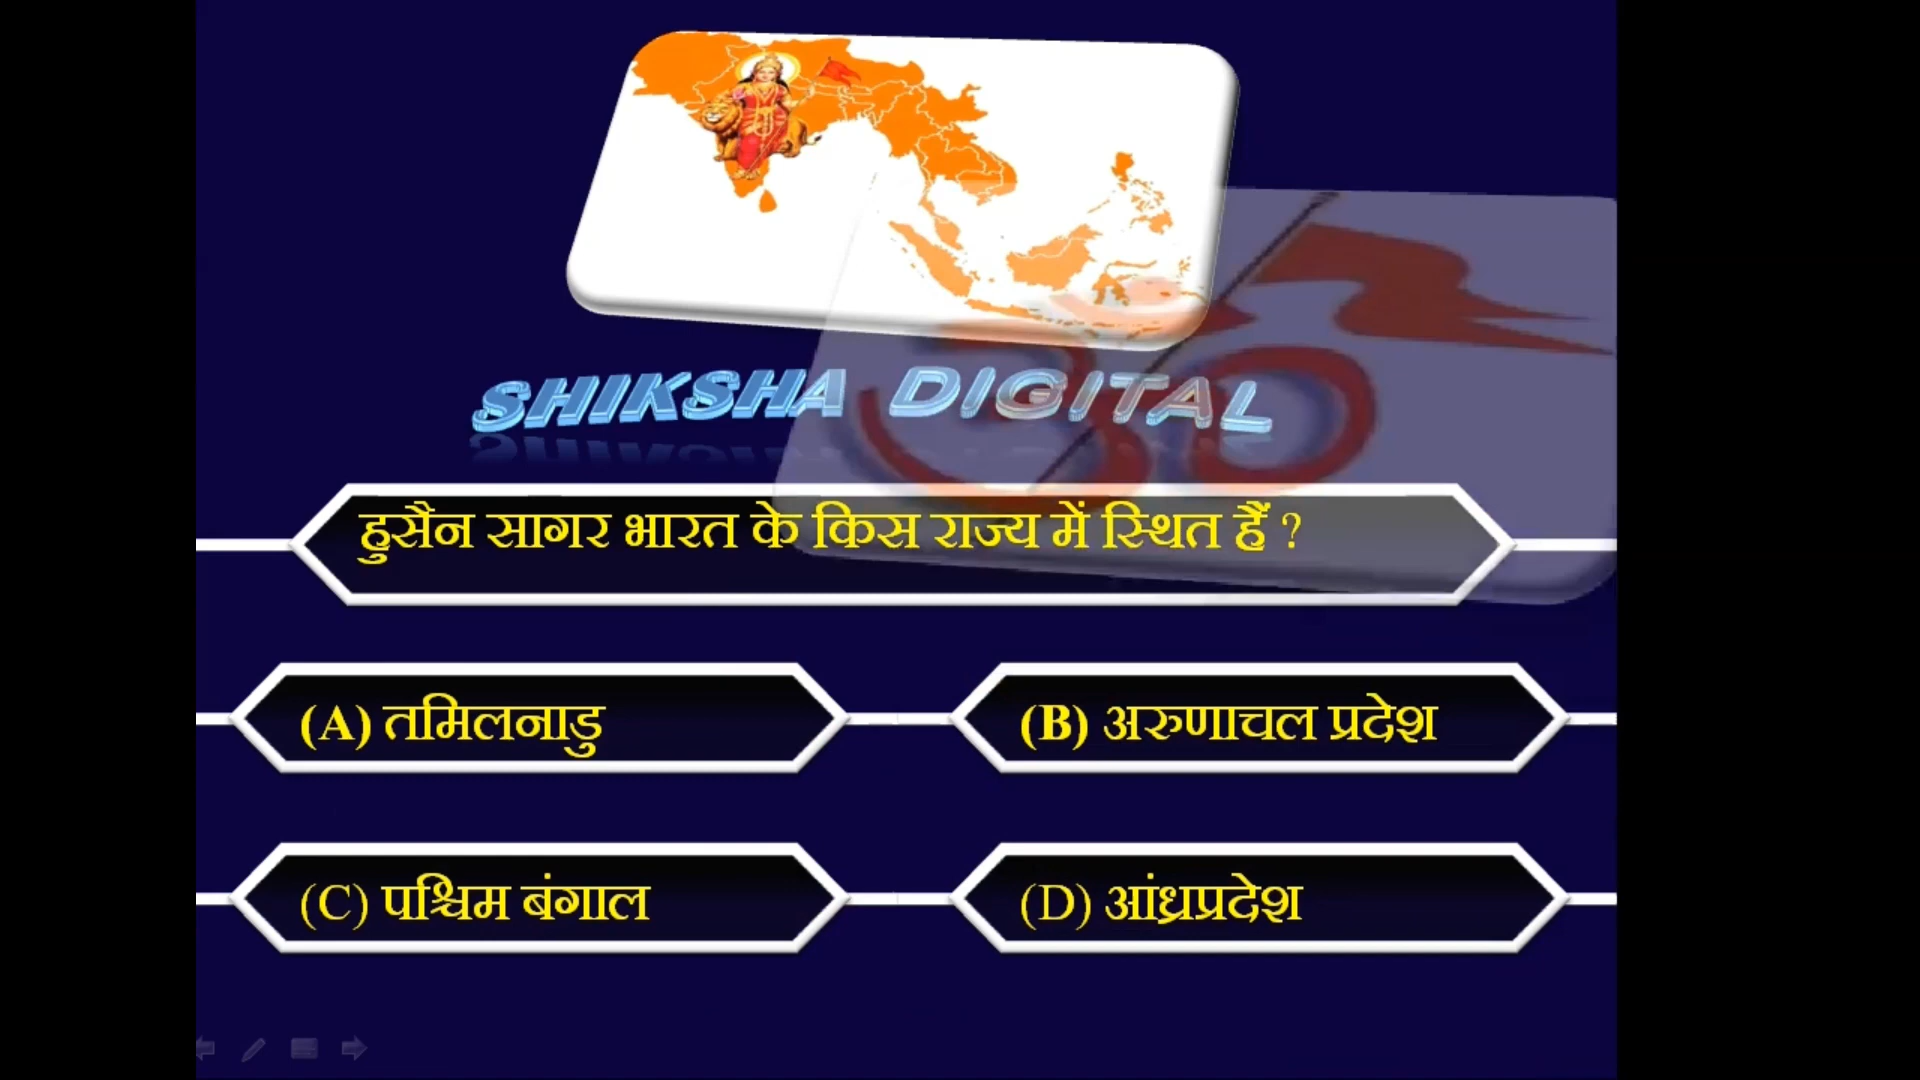 SHIKSHA DIGITAL
हुसैन सागर भारत के किस राज्य में स्थित हैं ?
(A) तमिलनाडु
(B) अरुणाचल प्रदेश
(C) पश्चिम बंगाल
(D) आंध्रप्रदेश